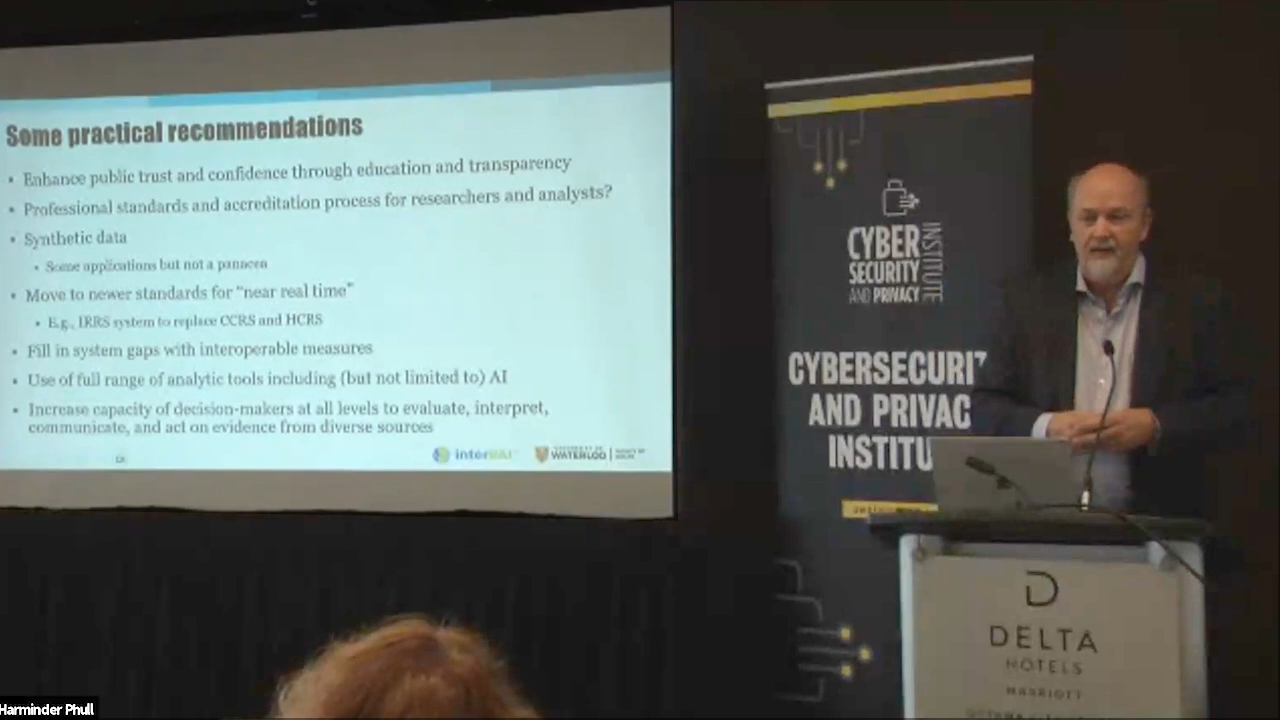 Some practical recommendations
• Enhance public trust and confidence through education and transparency
• Professional standards and accreditation process for researchers and analysts?
• Synthetic data
• Some applications but not a panacea
• Move to newer standards for "near real time"
• E.g., IRRS system to replace CCRS and HCRS
• Fill in system gaps with interoperable measures
• Use of full range of analytic tools including (but not limited to) AI
• Increase capacity of decision-makers at all levels to evaluate, interpret,
communicate, and act on evidence from diverse sources
interRAI
UNIVERSITY OF
WATERLOO
CYBER
SECURITY
AND PRIVACY
INSTITUTE
CYBERSECURIT
AND PRIVAC
INSTITU
D
DELTA
HOTELS
MARRIOTT
Harminder Phull